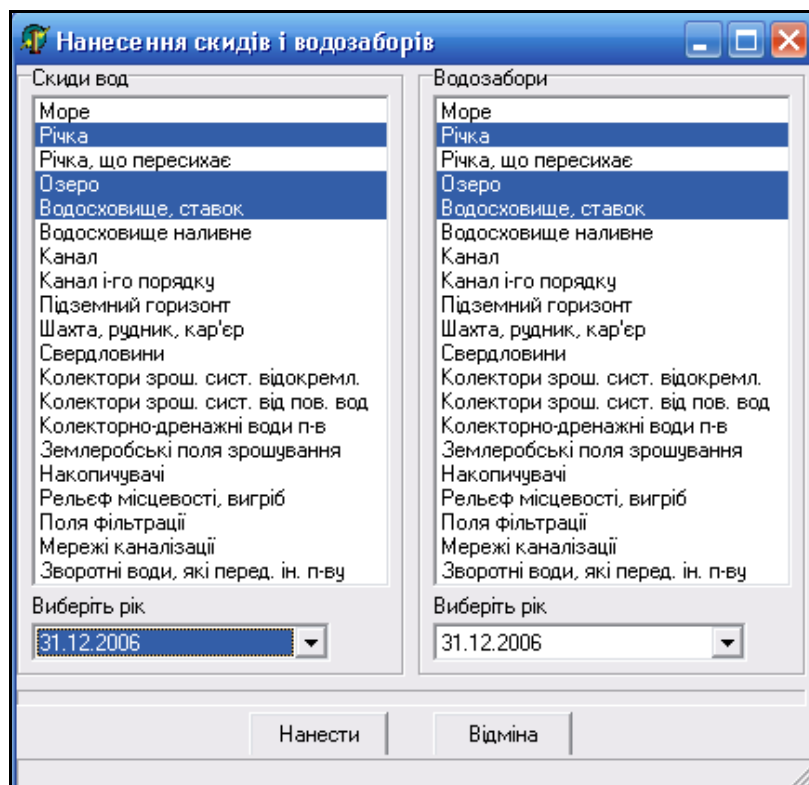 Нанесення скидів і водозаборів
Скиди вод
Море
Річка
Річка, що пересихає
Озеро
Водосховище, ставок
Водосховище наливне
Канал
Канал і-го порядку
Підземний горизонт
Шахта, рудник, кар'єр
Свердловини
Колектори зрош. сист. відокремл.
Колектори зрош. сист. від пов. вод
Колекторно-дренажні води п-в
Землеробські поля зрощування
Накопичувачі
Рельєф місцевості, вигріб
Поля фільтрації
Мережі каналізації
Зворотні води, які перед. ін. п-ву
Виберіть рік
31.12.2006
Водозабори
Море
Річка
Річка, що пересихає
Озеро
Водосховище, ставок
Водосховище наливне
Канал
Канал і-го порядку
Підземний горизонт
Шахта, рудник, кар'єр
Свердловини
Колектори зрош. сист. відокремл.
Колектори зрош. сист. від пов. вод
Колекторно-дренажні води п-в
Землеробські поля зрощування
Накопичувачі
Рельєф місцевості, вигріб
Поля фільтрації
Мережі каналізації
Зворотні води, які перед. ін. п-ву
Виберіть рік
31.12.2006
Нанести
Відміна